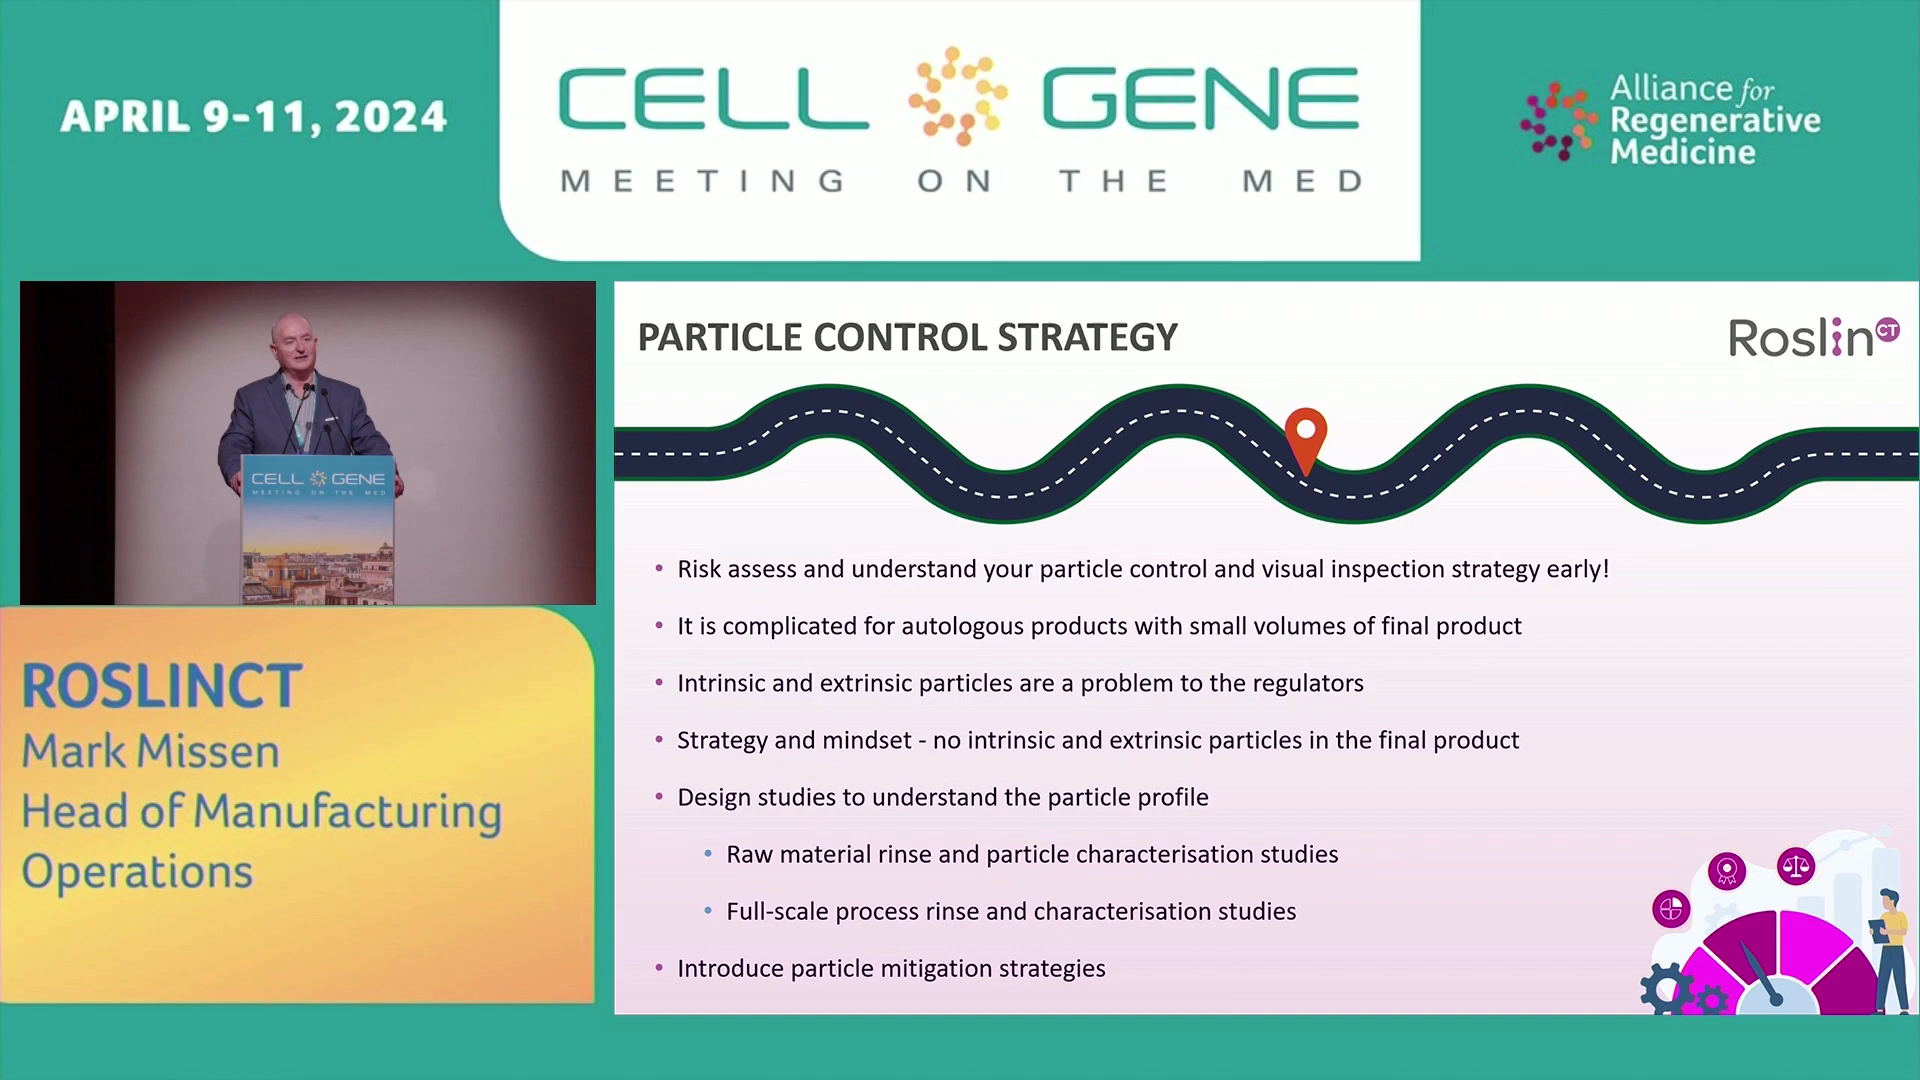 APRIL 9-11, 2024
CELL GENE
MEETING ON THE MED
Alliance for
Regenerative
Medicine
CELL GENE
MEETING ON THE MED
ROSLINCT
Mark Missen
Head of Manufacturing
Operations
PARTICLE CONTROL STRATEGY
RoslinCT
• Risk assess and understand your particle control and visual inspection strategy early!
• It is complicated for autologous products with small volumes of final product
• Intrinsic and extrinsic particles are a problem to the regulators
• Strategy and mindset - no intrinsic and extrinsic particles in the final product
• Design studies to understand the particle profile
• Raw material rinse and particle characterisation studies
• Full-scale process rinse and characterisation studies
• Introduce particle mitigation strategies